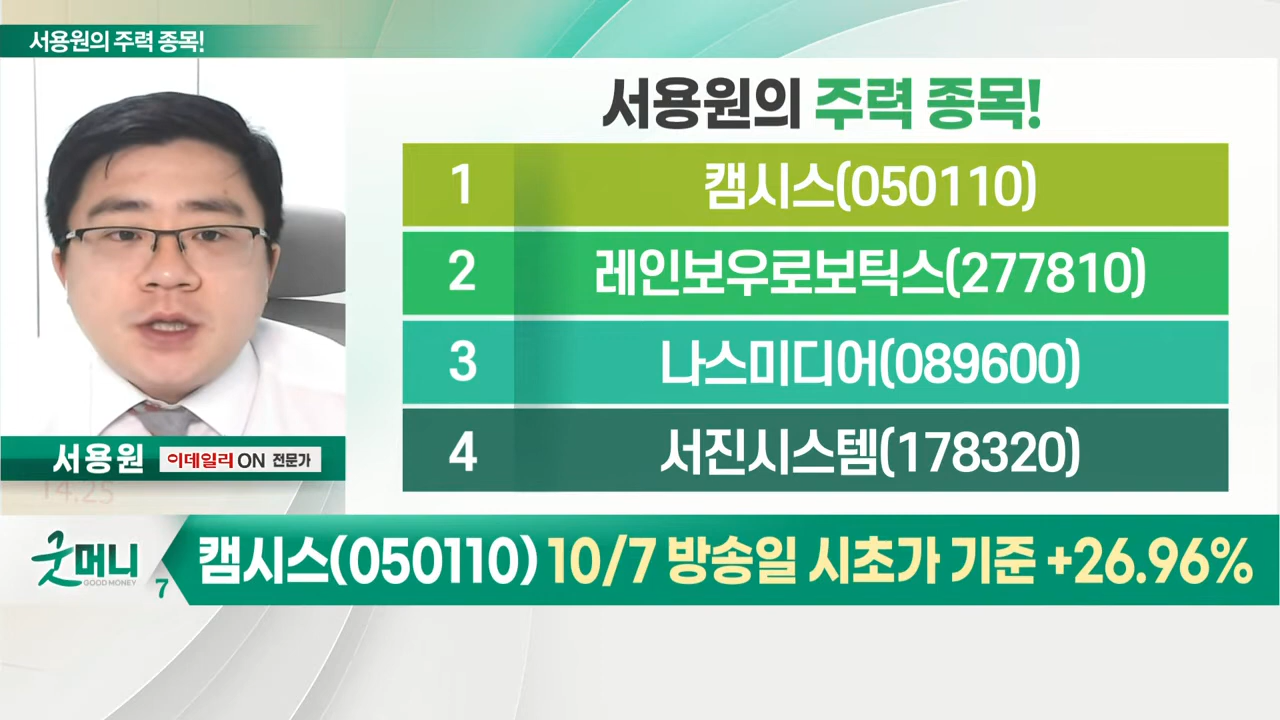 서용원의 주력 종목!
서용원의 주력 종목!
1 캠시스(050110)
2 레인보우로보틱스(277810)
3 나스미디어(089600)
4 서진시스템(178320)
서용원 이데일리 ON 전문가
14:25
굿머니
GOOD MONEY
7
캠시스(050110) 10/7 방송일 시초가 기준 +26.96%